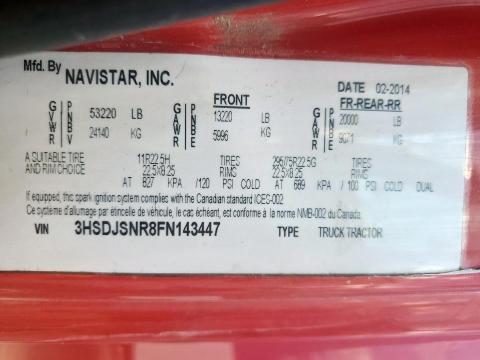 Mfd. By NAVISTAR, INC. DATE 02-2014
FRONT FR-REAR-RR
GVWR PNBV 53220 LB GAWR PNBE 13220 LB GAWR PNBE 20000 LB
24140 KG 5996 KG 9071 KG
A SUITABLE TIRE 11R22.5H TIRES 295/75R22.5G TIRES
AND RIM CHOICE 22.5x8.25 RIMS 22.5x8.25 RIMS
AT 827 KPA /120 PSI COLD AT 689 KPA / 100 PSI COLD DUAL
If equipped, this spark ignition system complies with the Canadian standard ICES-002
Ce système d'allumage par étincelle de véhicule, le cas échéant, est conforme à la norme NMB-002 du Canada.
VIN 3HSDJSNR8FN143447 TYPE TRUCK TRACTOR